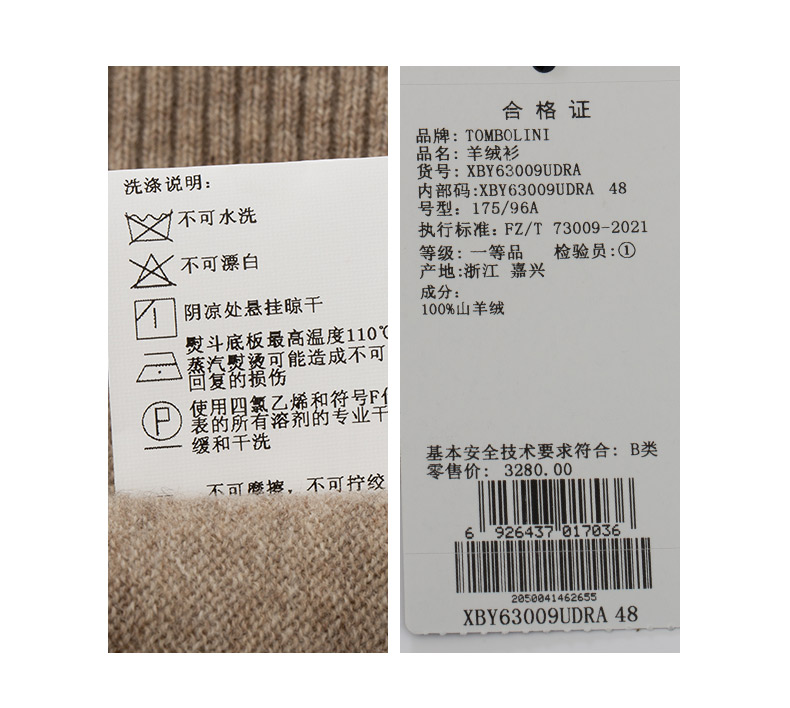 洗涤说明:
不可水洗
不可漂白
阴凉处悬挂晾干
熨斗底板最高温度110℃
蒸汽熨烫可能造成不可
回复的损伤
P
使用四氯乙烯和符号F代
表的所有溶剂的专业干
缓和干洗
不可摩擦，不可拧绞
合格证
品牌: TOMBOLINI
品名: 羊绒衫
货号: XBY63009UDRA
内部码:XBY63009UDRA 48
号型: 175/96A
执行标准: FZ/T 73009-2021
等级: 一等品 检验员:①
产地:浙江 嘉兴
成分:
100%山羊绒
基本安全技术要求符合: B类
零售价: 3280.00
6 926437 017036
2050041462655
XBY63009UDRA 48